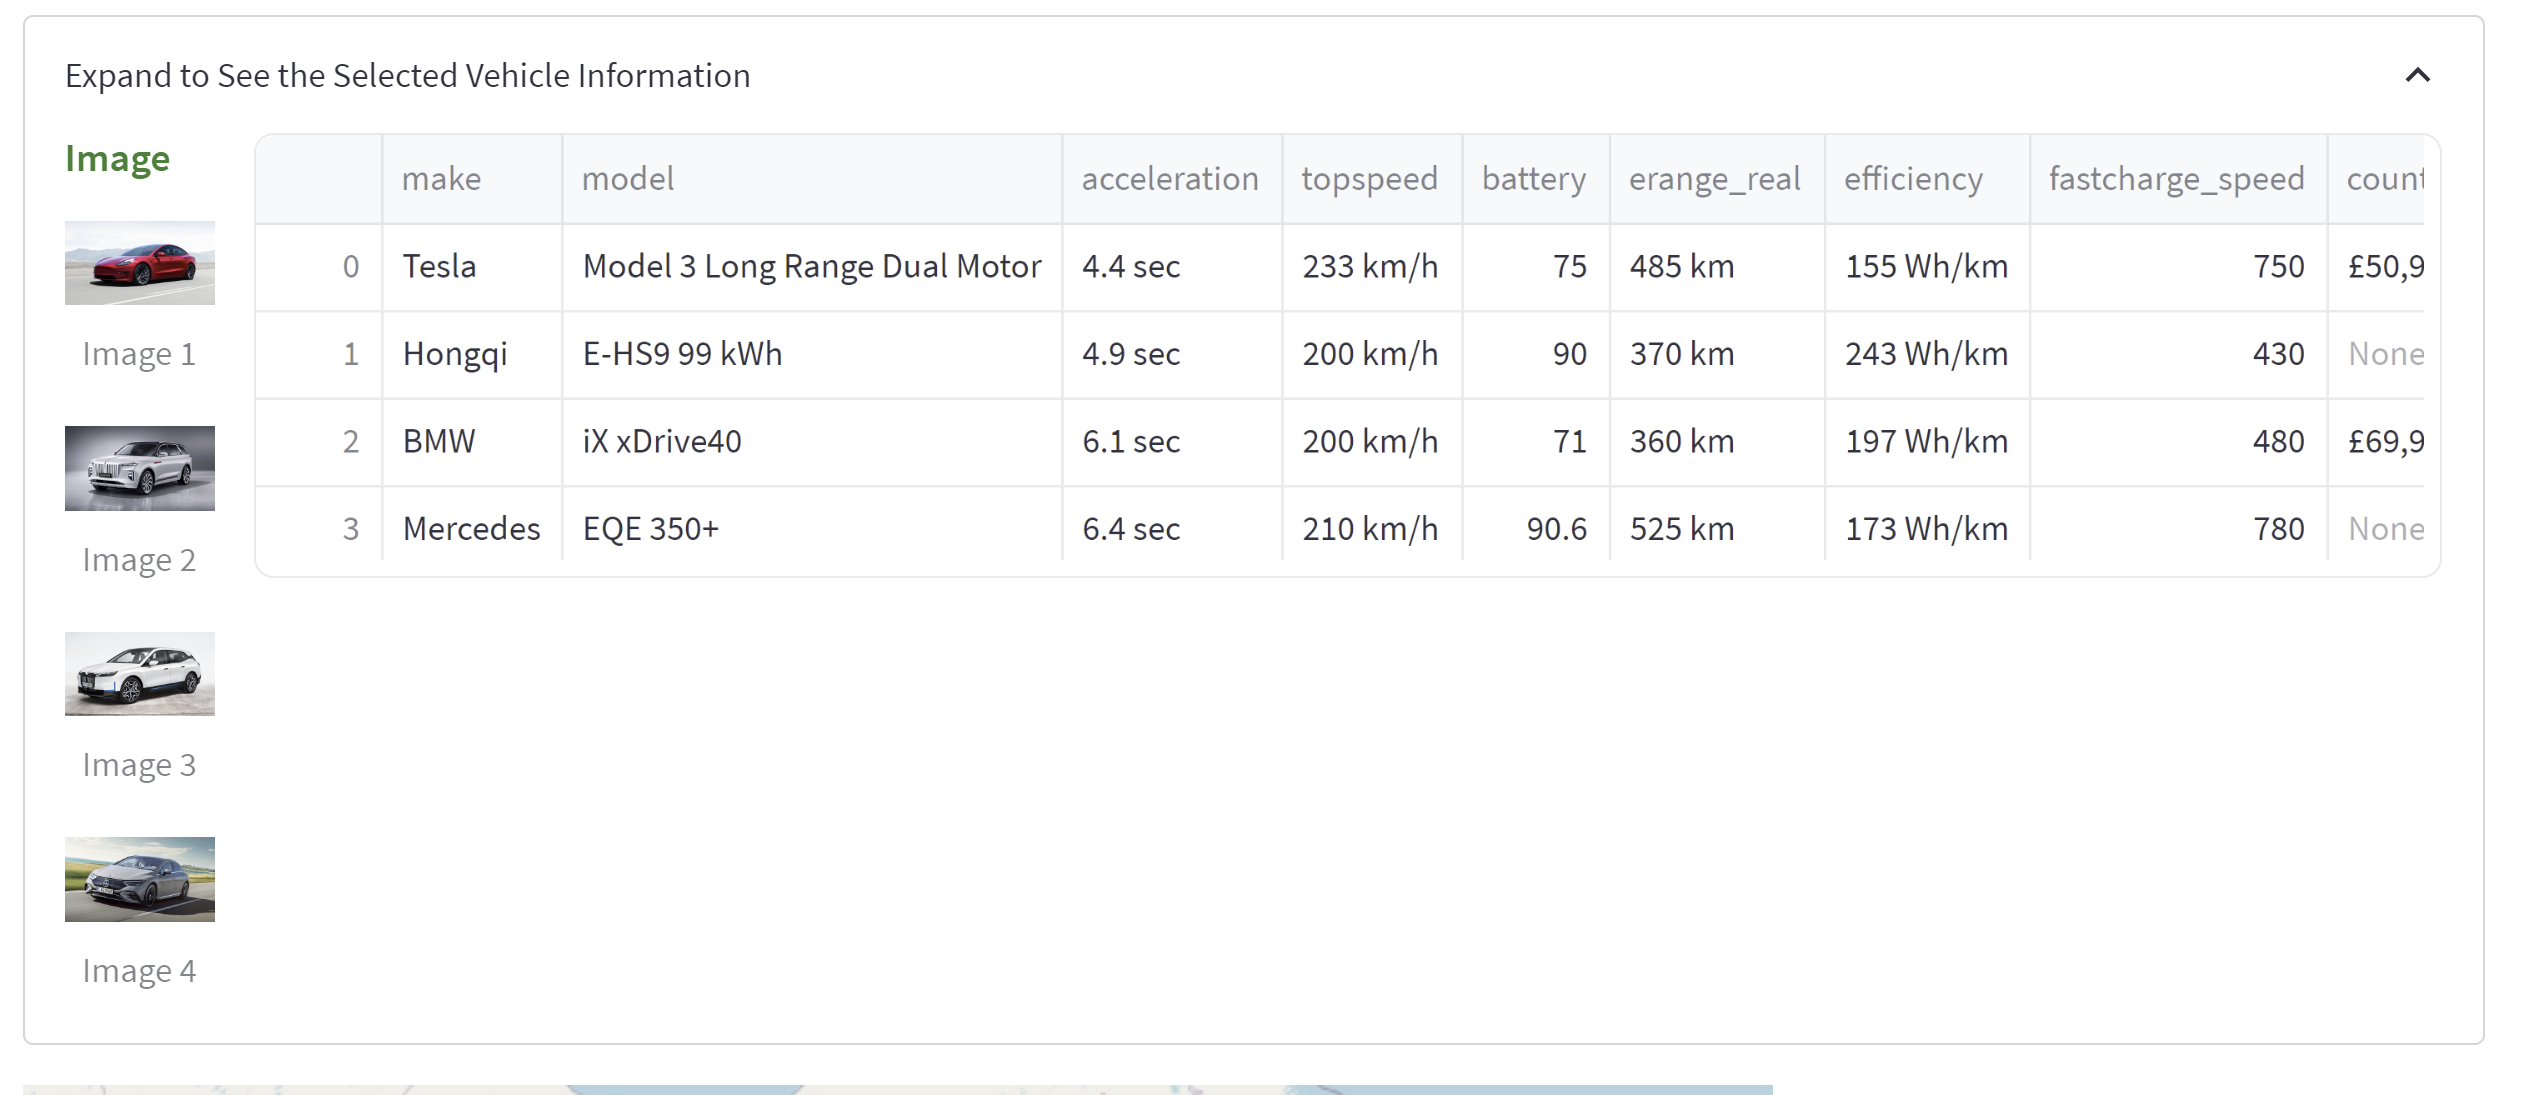 Expand to See the Selected Vehicle Information
Image
Image 1
Image 2
Image 3
Image 4
make model acceleration topspeed battery erange_real efficiency fastcharge_speed count
0 Tesla Model 3 Long Range Dual Motor 4.4 sec 233 km/h 75 485 km 155 Wh/km 750 £50,9
1 Hongqi E-HS9 99 kWh 4.9 sec 200 km/h 90 370 km 243 Wh/km 430 None
2 BMW iX xDrive40 6.1 sec 200 km/h 71 360 km 197 Wh/km 480 £69,9
3 Mercedes EQE 350+ 6.4 sec 210 km/h 90.6 525 km 173 Wh/km 780 None